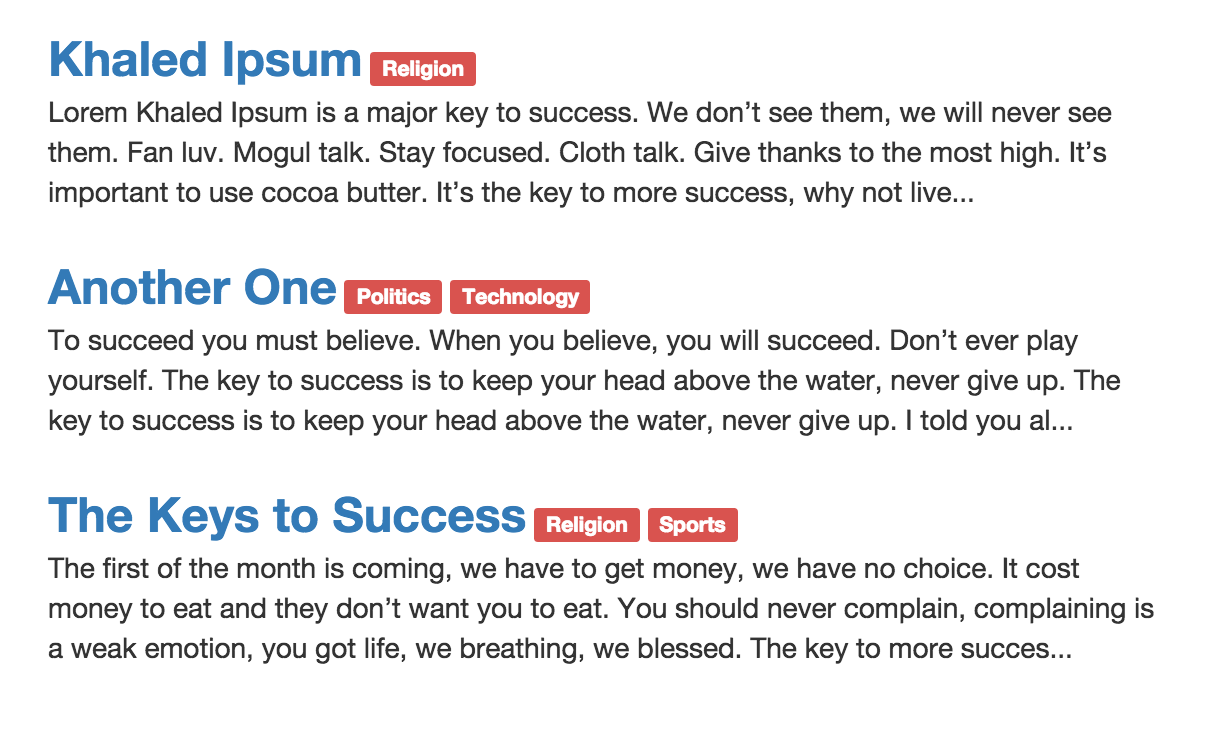 Khaled Ipsum Religion
Lorem Khaled Ipsum is a major key to success. We don’t see them, we will never see
them. Fan luv. Mogul talk. Stay focused. Cloth talk. Give thanks to the most high. It’s
important to use cocoa butter. It’s the key to more success, why not live...
Another One Politics Technology
To succeed you must believe. When you believe, you will succeed. Don’t ever play
yourself. The key to success is to keep your head above the water, never give up. The
key to success is to keep your head above the water, never give up. I told you al...
The Keys to Success Religion Sports
The first of the month is coming, we have to get money, we have no choice. It cost
money to eat and they don’t want you to eat. You should never complain, complaining is
a weak emotion, you got life, we breathing, we blessed. The key to more succes...